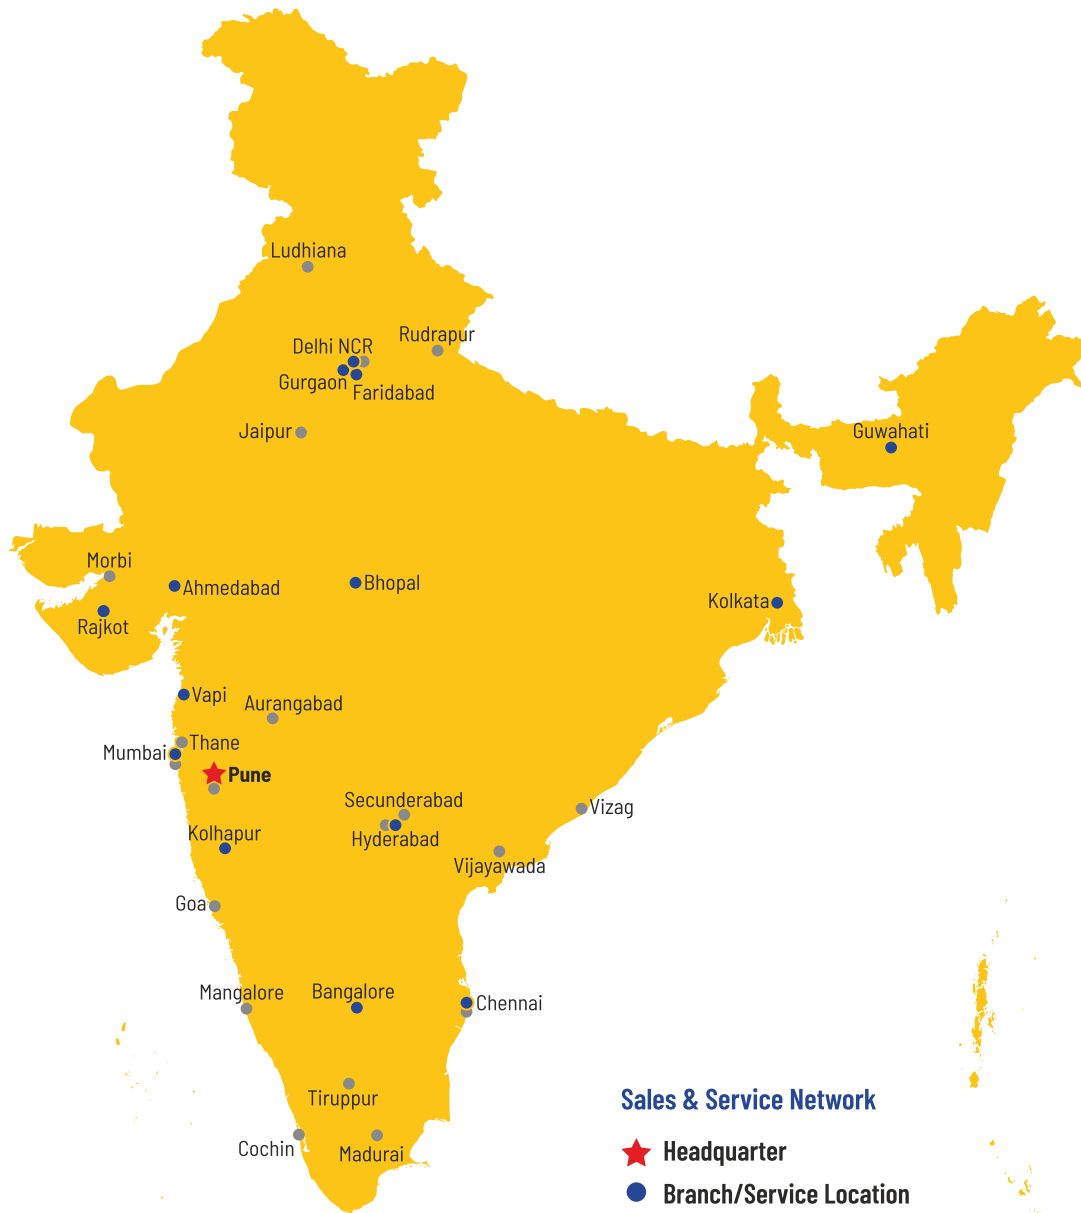 Ludhiana
Rudrapur
Delhi NCR
Gurgaon
Faridabad
Jaipur
Guwahati
Morbi
Ahmedabad
Bhopal
Kolkata
Rajkot
Vapi
Aurangabad
Thane
Mumbai
Pune
Secunderabad
Vizag
Kolhapur
Hyderabad
Vijayawada
Goa
Mangalore
Bangalore
Chennai
Tiruppur
Cochin
Madurai
Sales & Service Network
Headquarter
Branch/Service Location